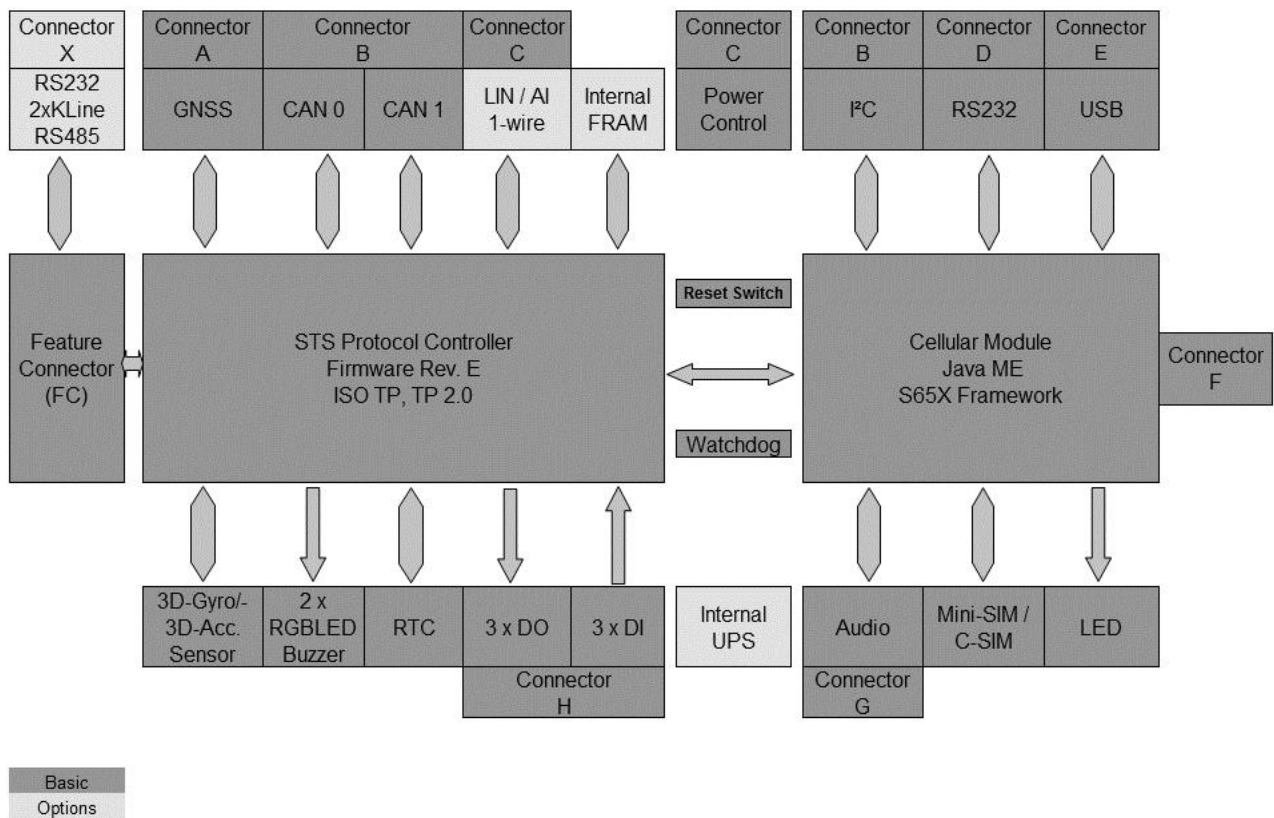 Connector
X
Connector
A
Connector
B
Connector
C
Connector
C
Connector
B
Connector
D
Connector
E
RS232
2xKLine
RS485
GNSS
CAN 0
CAN 1
LIN / AI
1-wire
Internal
FRAM
Power
Control
I²C
RS232
USB
Feature
Connector
(FC)
STS Protocol Controller
Firmware Rev. E
ISO TP, TP 2.0
Reset Switch
Watchdog
Cellular Module
Java ME
S65X Framework
Connector
F
3D-Gyro/-
3D-Acc.
Sensor
2 x
RGBLED
Buzzer
RTC
3 x DO
3 x DI
Internal
UPS
Audio
Mini-SIM /
C-SIM
LED
Connector
H
Connector
G
Basic
Options